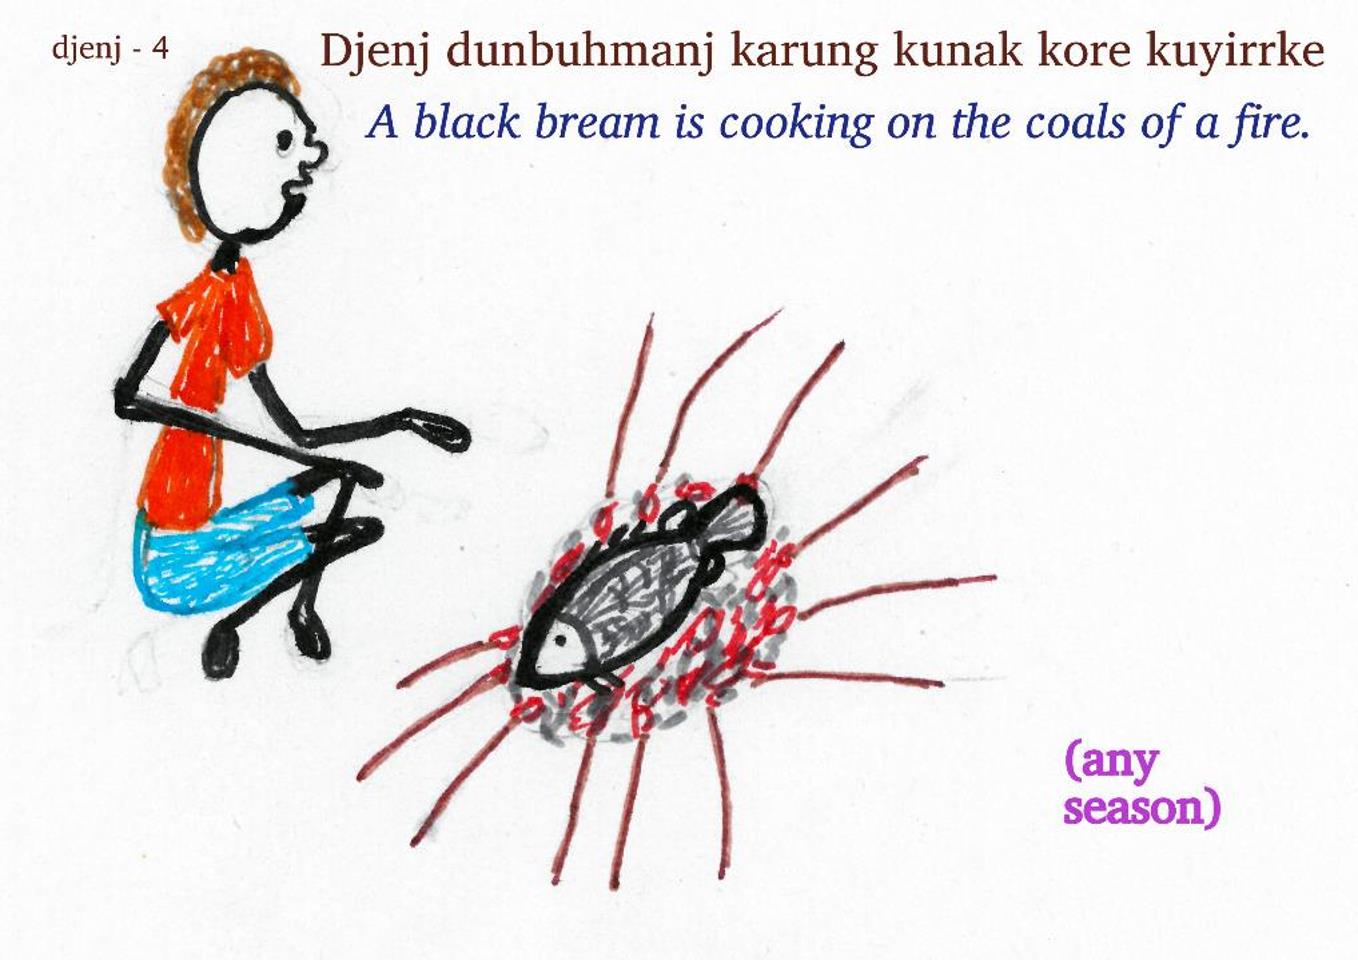 djenj - 4
Djenj dunbuhmanj karung kunak kore kuyirrke
A black bream is cooking on the coals of a fire.
(any
season)